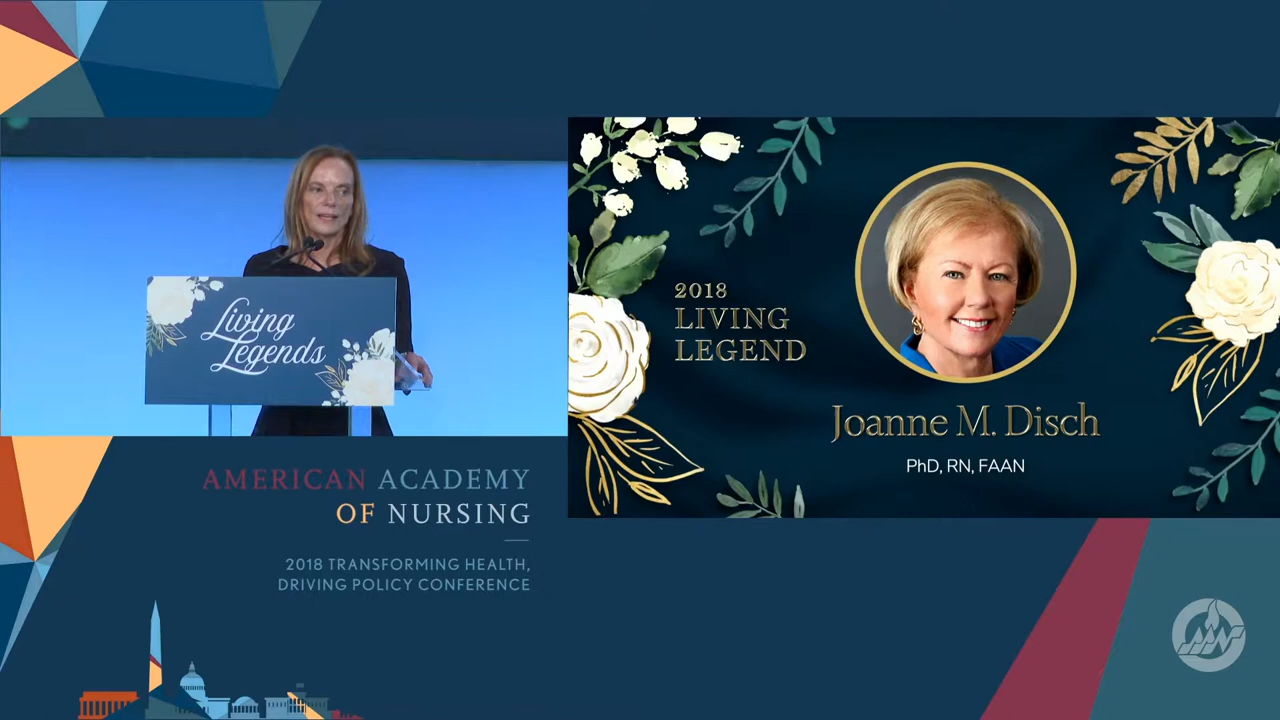 Living
Legends
2018
LIVING
LEGEND
Joanne M. Disch
PhD, RN, FAAN
AMERICAN ACADEMY
OF NURSING
2018 TRANSFORMING HEALTH,
DRIVING POLICY CONFERENCE